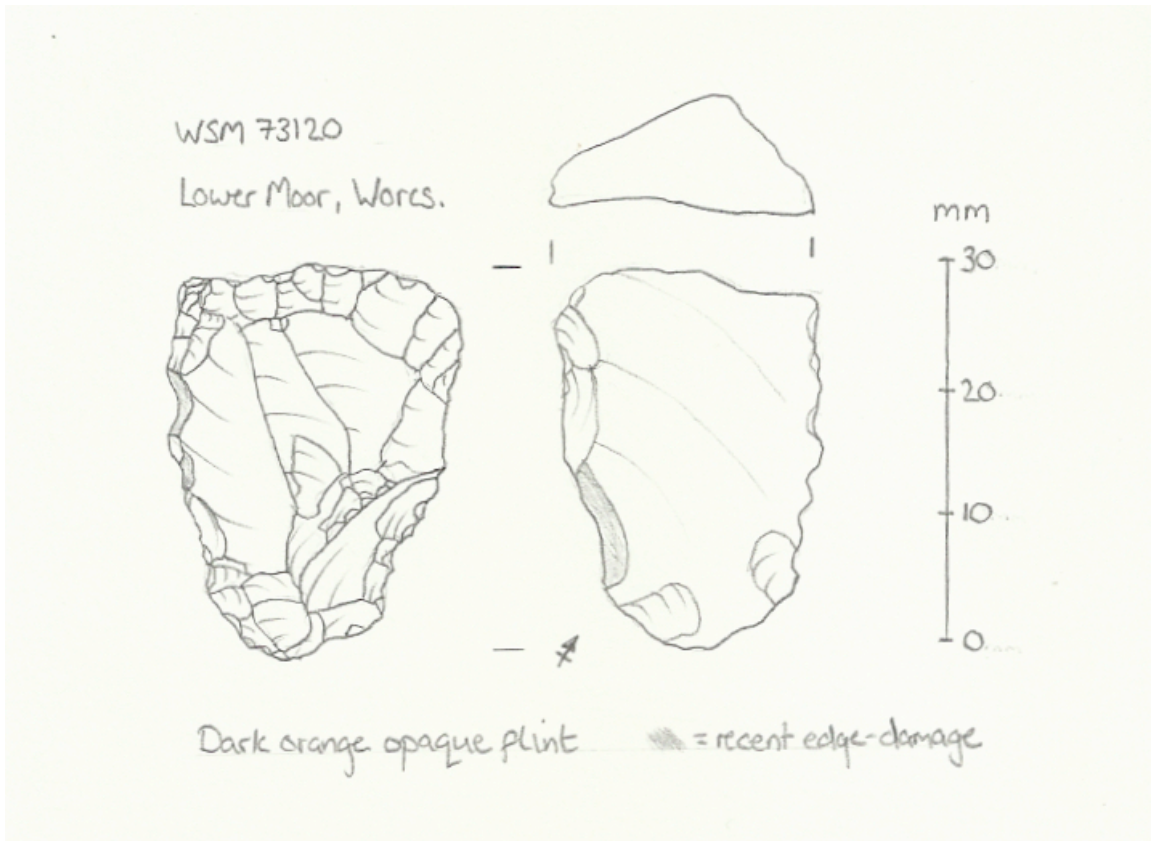 WSM 73120
Lower Moor, Worcs.
mm
30
20
10
0
Dark orange opaque flint
= recent edge-damage